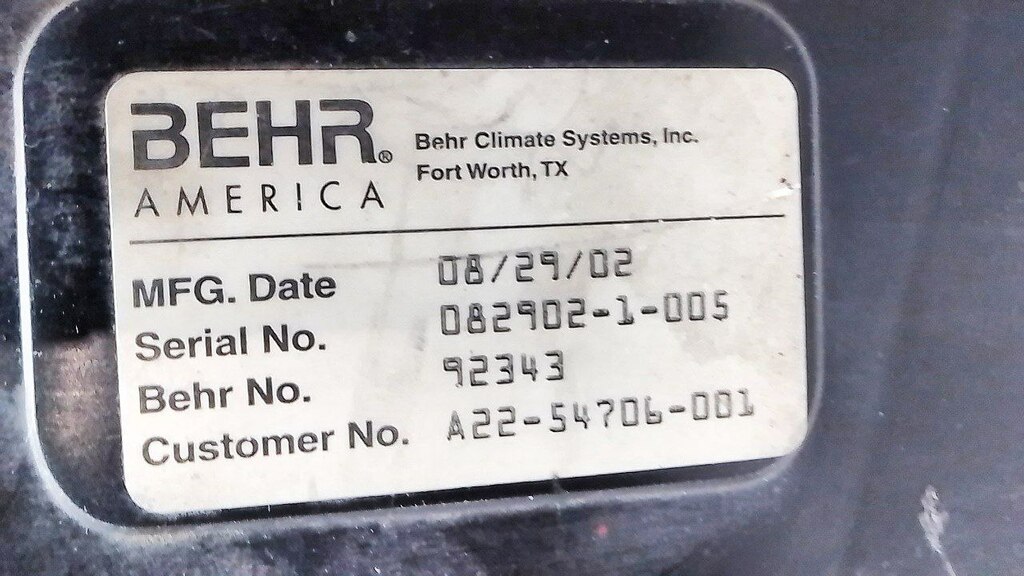 BEHR®
AMERICA
Behr Climate Systems, Inc.
Fort Worth, TX
MFG. Date 08/29/02
Serial No. 082902-1-005
Behr No. 92343
Customer No. A22-54706-001